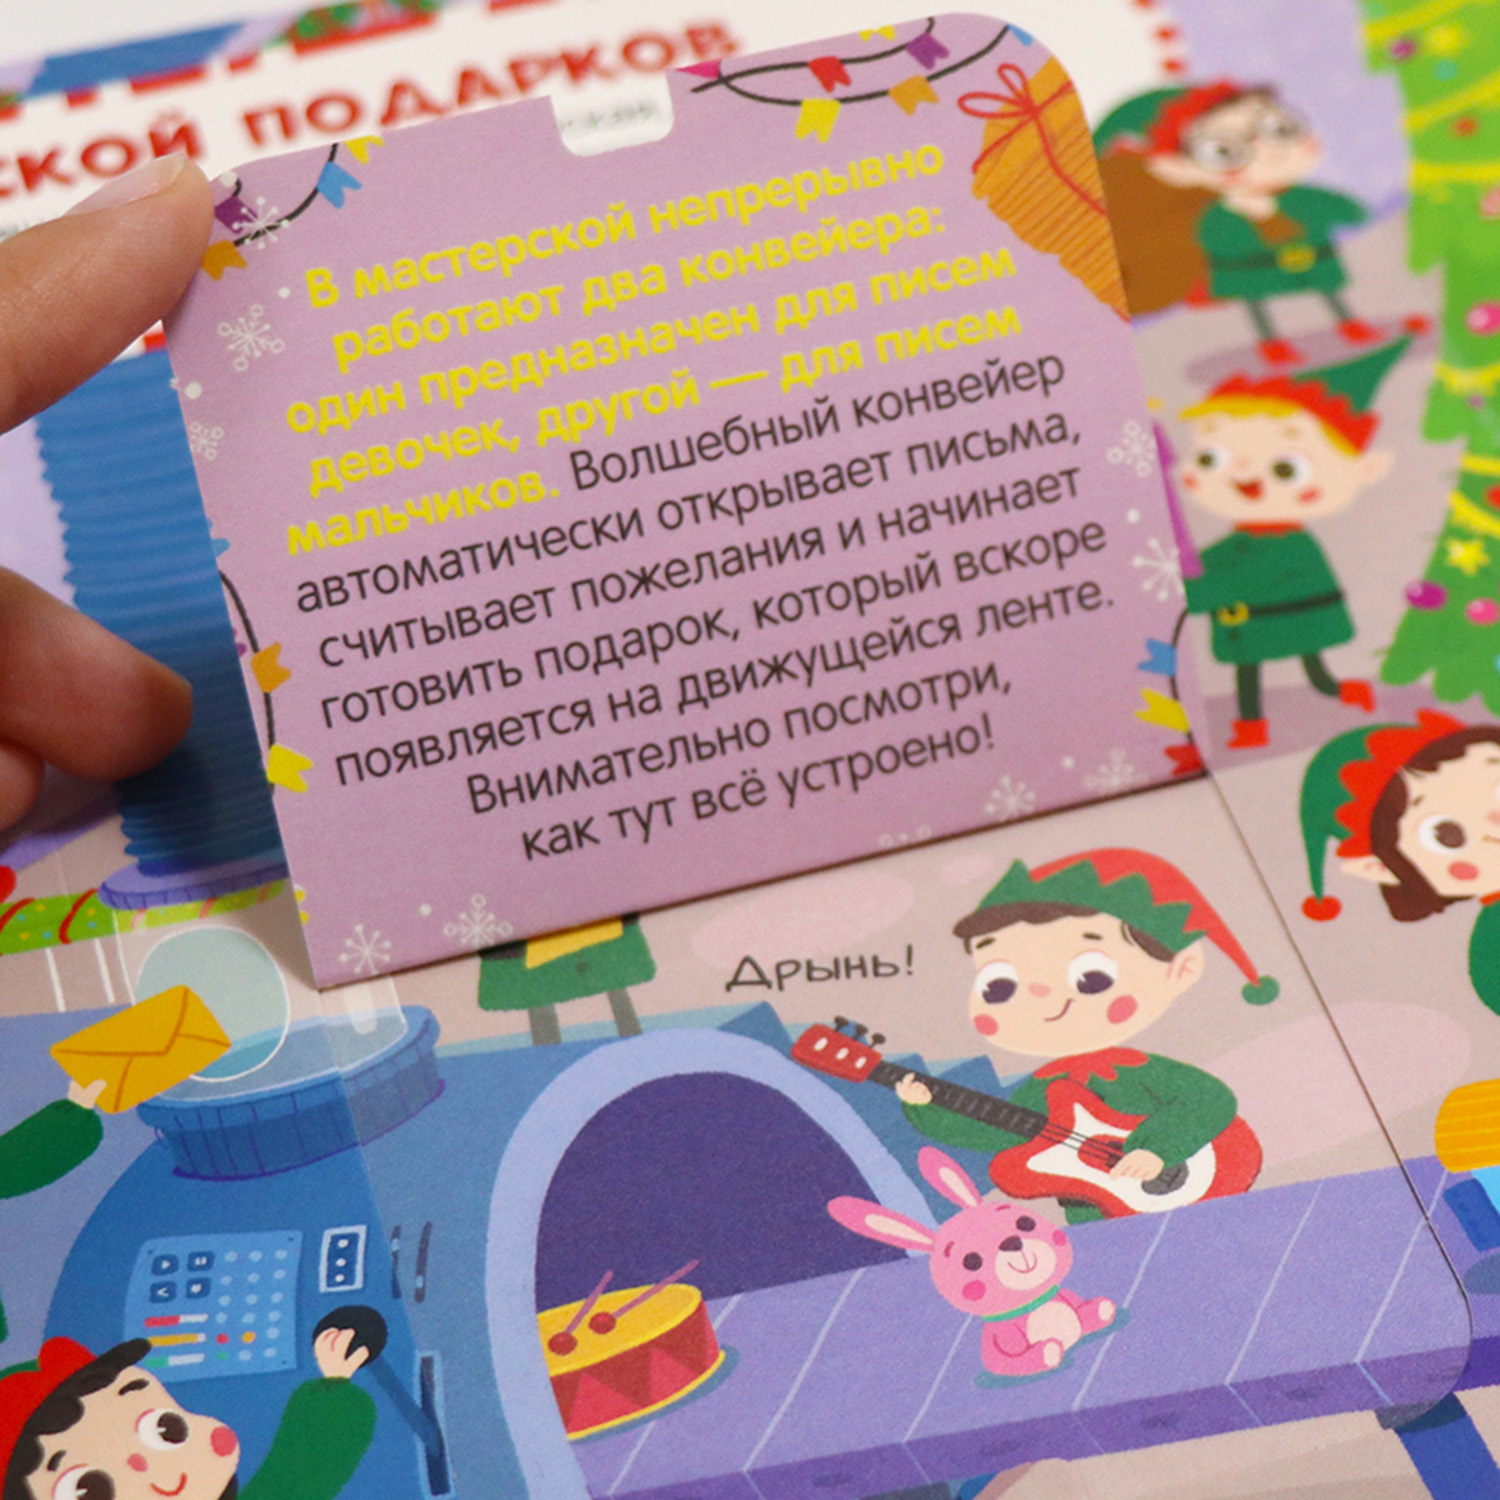 СКОЙ ПОДАРКОВ
В мастерской непрерывно
работают два конвейера:
один предназначен для писем
девочек, другой — для писем
мальчиков. Волшебный конвейер
автоматически открывает письма,
считывает пожелания и начинает
готовить подарок, который вскоре
появляется на движущейся ленте.
Внимательно посмотри,
как тут всё устроено!
Дрынь!